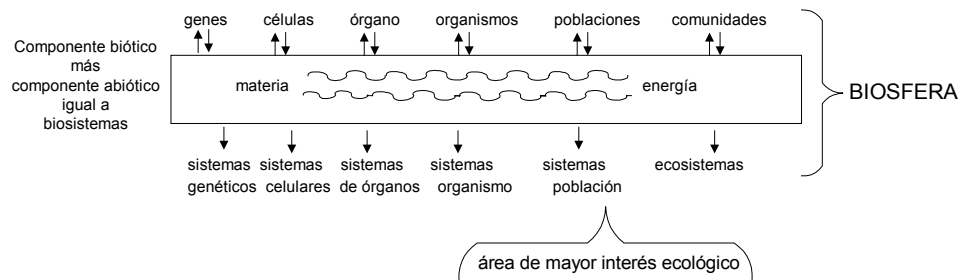 genes células órgano organismos poblaciones comunidades
Componente biótico
más
componente abiótico
igual a
biosistemas
materia energía
BIOSFERA
sistemas sistemas sistemas sistemas sistemas ecosistemas
genéticos celulares de órganos organismo población
área de mayor interés ecológico